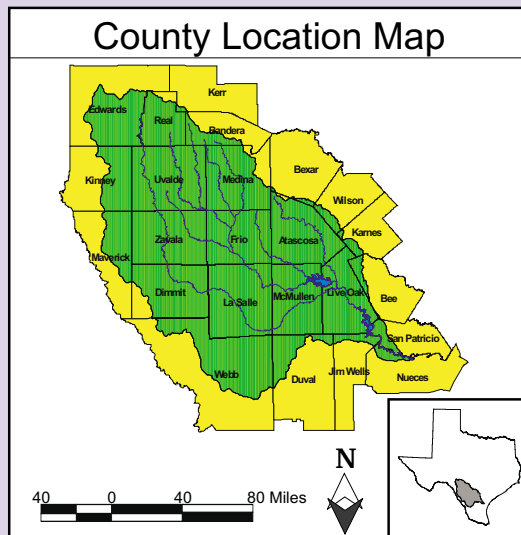 County Location Map
Kerr
Edwards
Real
Bandera
Bexar
Kinney
Uvalde
Medina
Wilson
Karnes
Zavala
Frio
Atascosa
Maverick
Dimmit
La Salle
McMullen
Live Oak
Bee
San Patricio
Webb
Duval
Jim Wells
Nueces
N
40 0 40 80 Miles